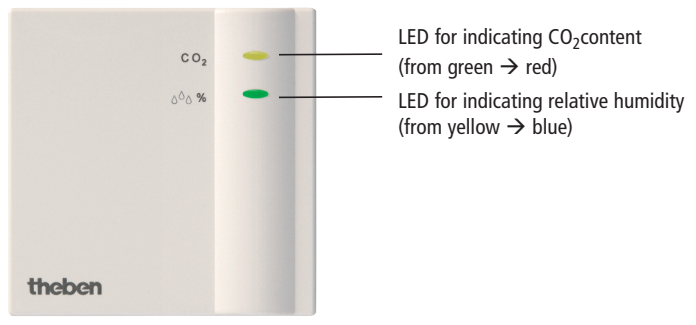 CO₂
%
theben
LED for indicating CO₂content
(from green → red)
LED for indicating relative humidity
(from yellow → blue)